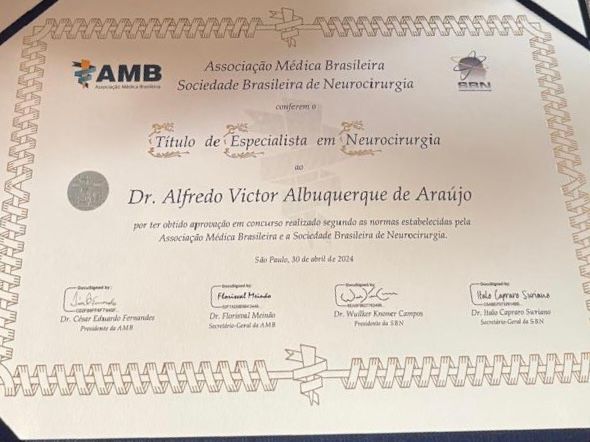 AMB
Associação Médica Brasileira
Associação Médica Brasileira
Sociedade Brasileira de Neurocirurgia
SBN
conferem o
Título de Especialista em Neurocirurgia
ao
Dr. Alfredo Victor Albuquerque de Araújo
por ter obtido aprovação em concurso realizado segundo as normas estabelecidas pela
Associação Médica Brasileira e a Sociedade Brasileira de Neurocirurgia.
São Paulo, 30 de abril de 2024
DocuSigned by:
DocuSigned by:
Florisval Meinão
DocuSigned by:
DocuSigned by:
Italo Capraro Suriano
Dr. César Eduardo Fernandes
Presidente da AMB
Dr. Florisval Meinão
Secretário-Geral da AMB
Dr. Wuilker Knoner Campos
Presidente da SBN
Dr. Italo Capraro Suriano
Secretário-Geral da SBN